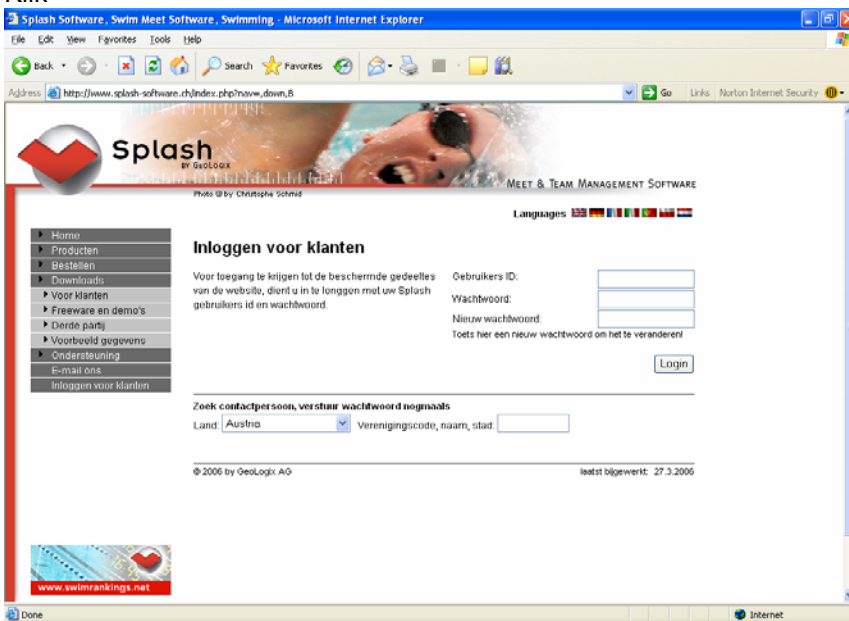 Splash Software, Swim Meet Software, Swimming - Microsoft Internet Explorer
File Edit View Favorites Tools Help
Back Search Favorites
Address http://www.splash-software.ch/index.php?nav=,down,8 Go Links Norton Internet Security
Splash
BY GEOLOGIX
MEET & TEAM MANAGEMENT SOFTWARE
Photo © by Christophe Schmid
Languages
Home
Producten
Bestellen
Downloads
Voor klanten
Freeware en demo's
Derde partij
Voorbeeld gegevens
Ondersteuning
E-mail ons
Inloggen voor klanten
Inloggen voor klanten
Voor toegang te krijgen tot de beschermde gedeeltes
van de website, dient u in te longgen met uw Splash
gebruikers id en wachtwoord.
Gebruikers ID:
Wachtwoord:
Nieuw wachtwoord:
Toets hier een nieuw wachtwoord om het te veranderen!
Login
Zoek contactpersoon, verstuur wachtwoord nogmaals
Land: Austria Verenigingscode, naam, stad:
© 2006 by GeoLogix AG laatst bijgewerkt: 27.3.2006
www.swimrankings.net
Done Internet